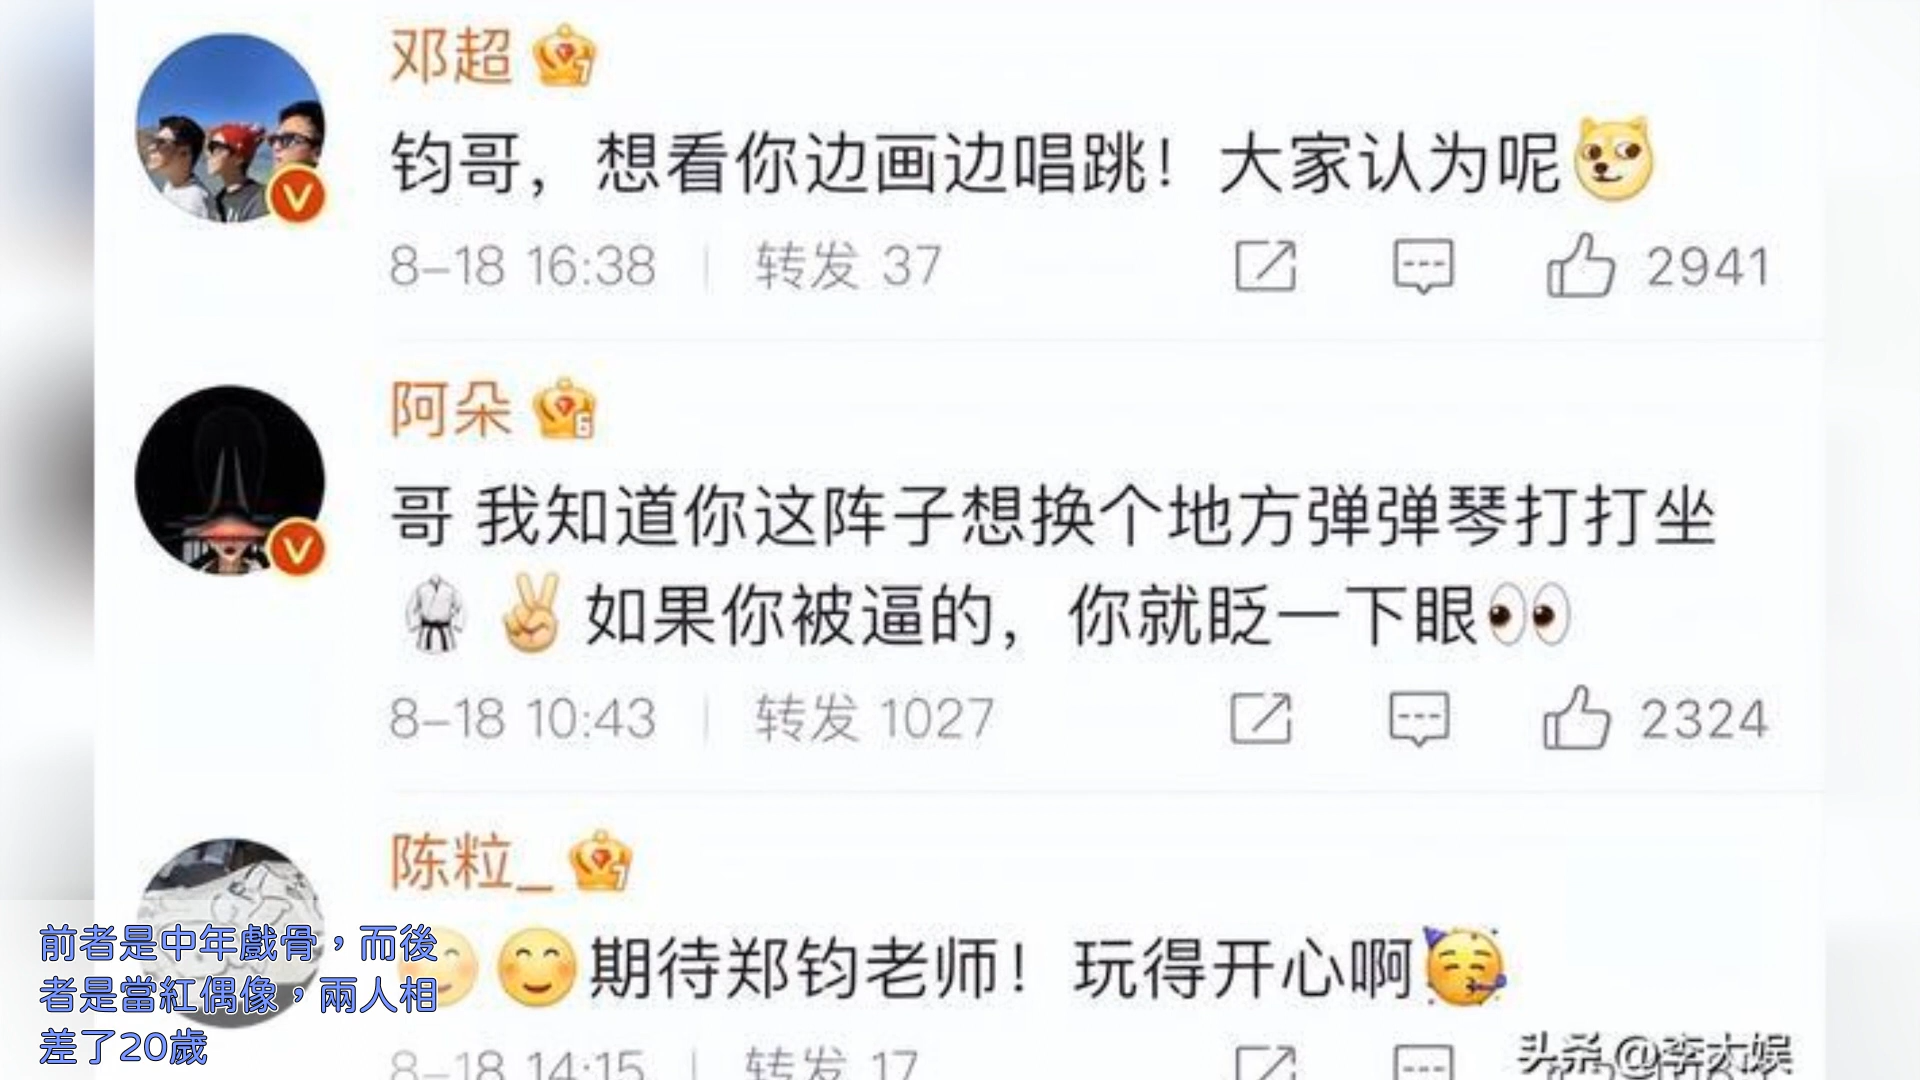 邓超
钧哥，想看你边画边唱跳！大家认为呢
8-18 16:38 转发 37 2941
阿朵
哥 我知道你这阵子想换个地方弹弹琴打打坐
如果你被逼的，你就眨一下眼
8-18 10:43 转发 1027 2324
陈粒_
期待郑钧老师！玩得开心啊
8-18 14:15 转发 17
前者是中年戲骨，而後
者是當紅偶像，兩人相
差了20歲
头条 @李大娱